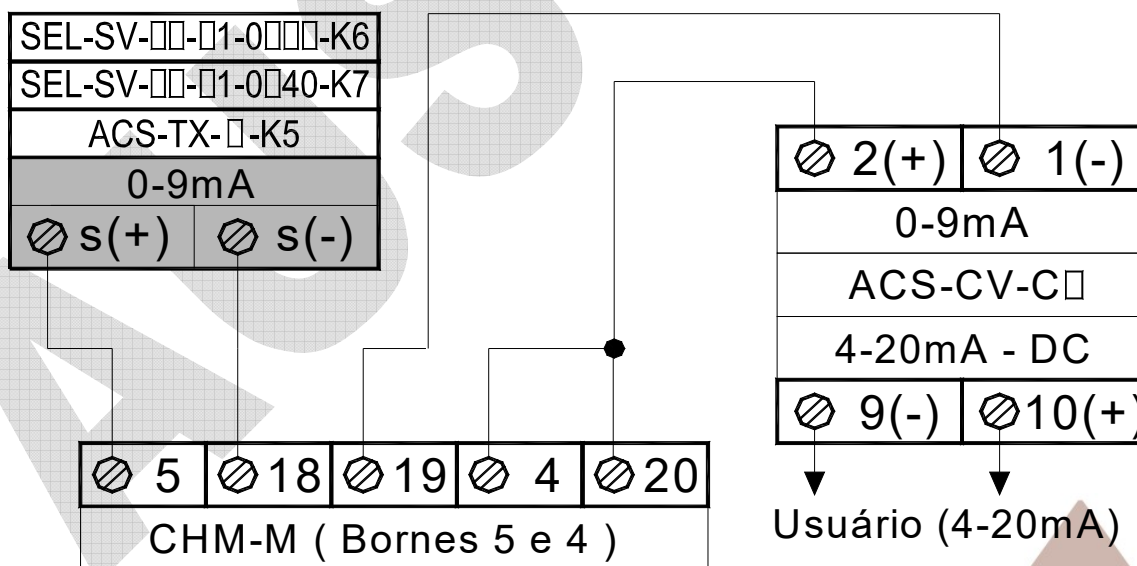 SEL-SV-▯▯-▯1-0▯▯▯-K6
SEL-SV-▯▯-▯1-0▯40-K7
ACS-TX-▯-K5
0-9mA
s(+) s(-)
2(+) 1(-)
0-9mA
ACS-CV-C▯
4-20mA - DC
9(-) 10(+)
5 18 19 4 20
CHM-M ( Bornes 5 e 4 )
Usuário (4-20mA)